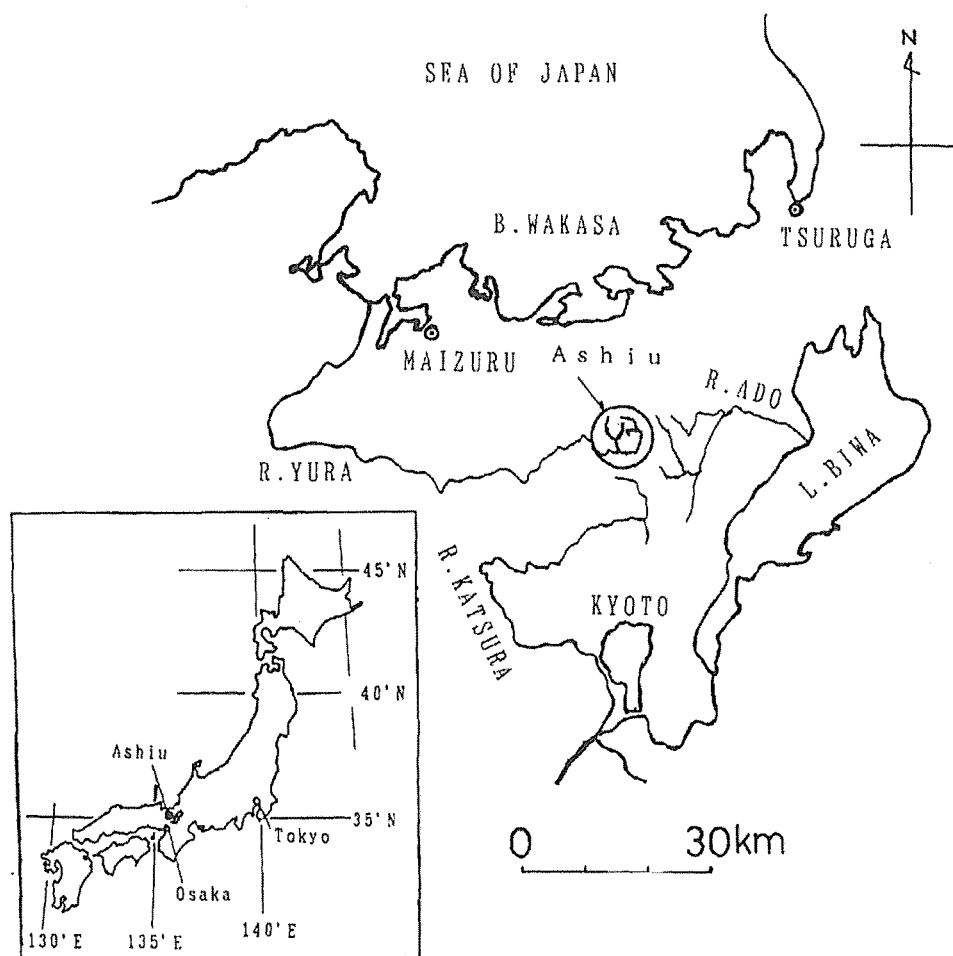 SEA OF JAPAN
N
B.WAKASA
TSURUGA
MAIZURU
Ashiu
R.ADO
R.YURA
L.BIWA
R.KATSURA
KYOTO
0 30km
45'N
40'N
Ashiu
35'N
Tokyo
Osaka
130'E
135'E
140'E